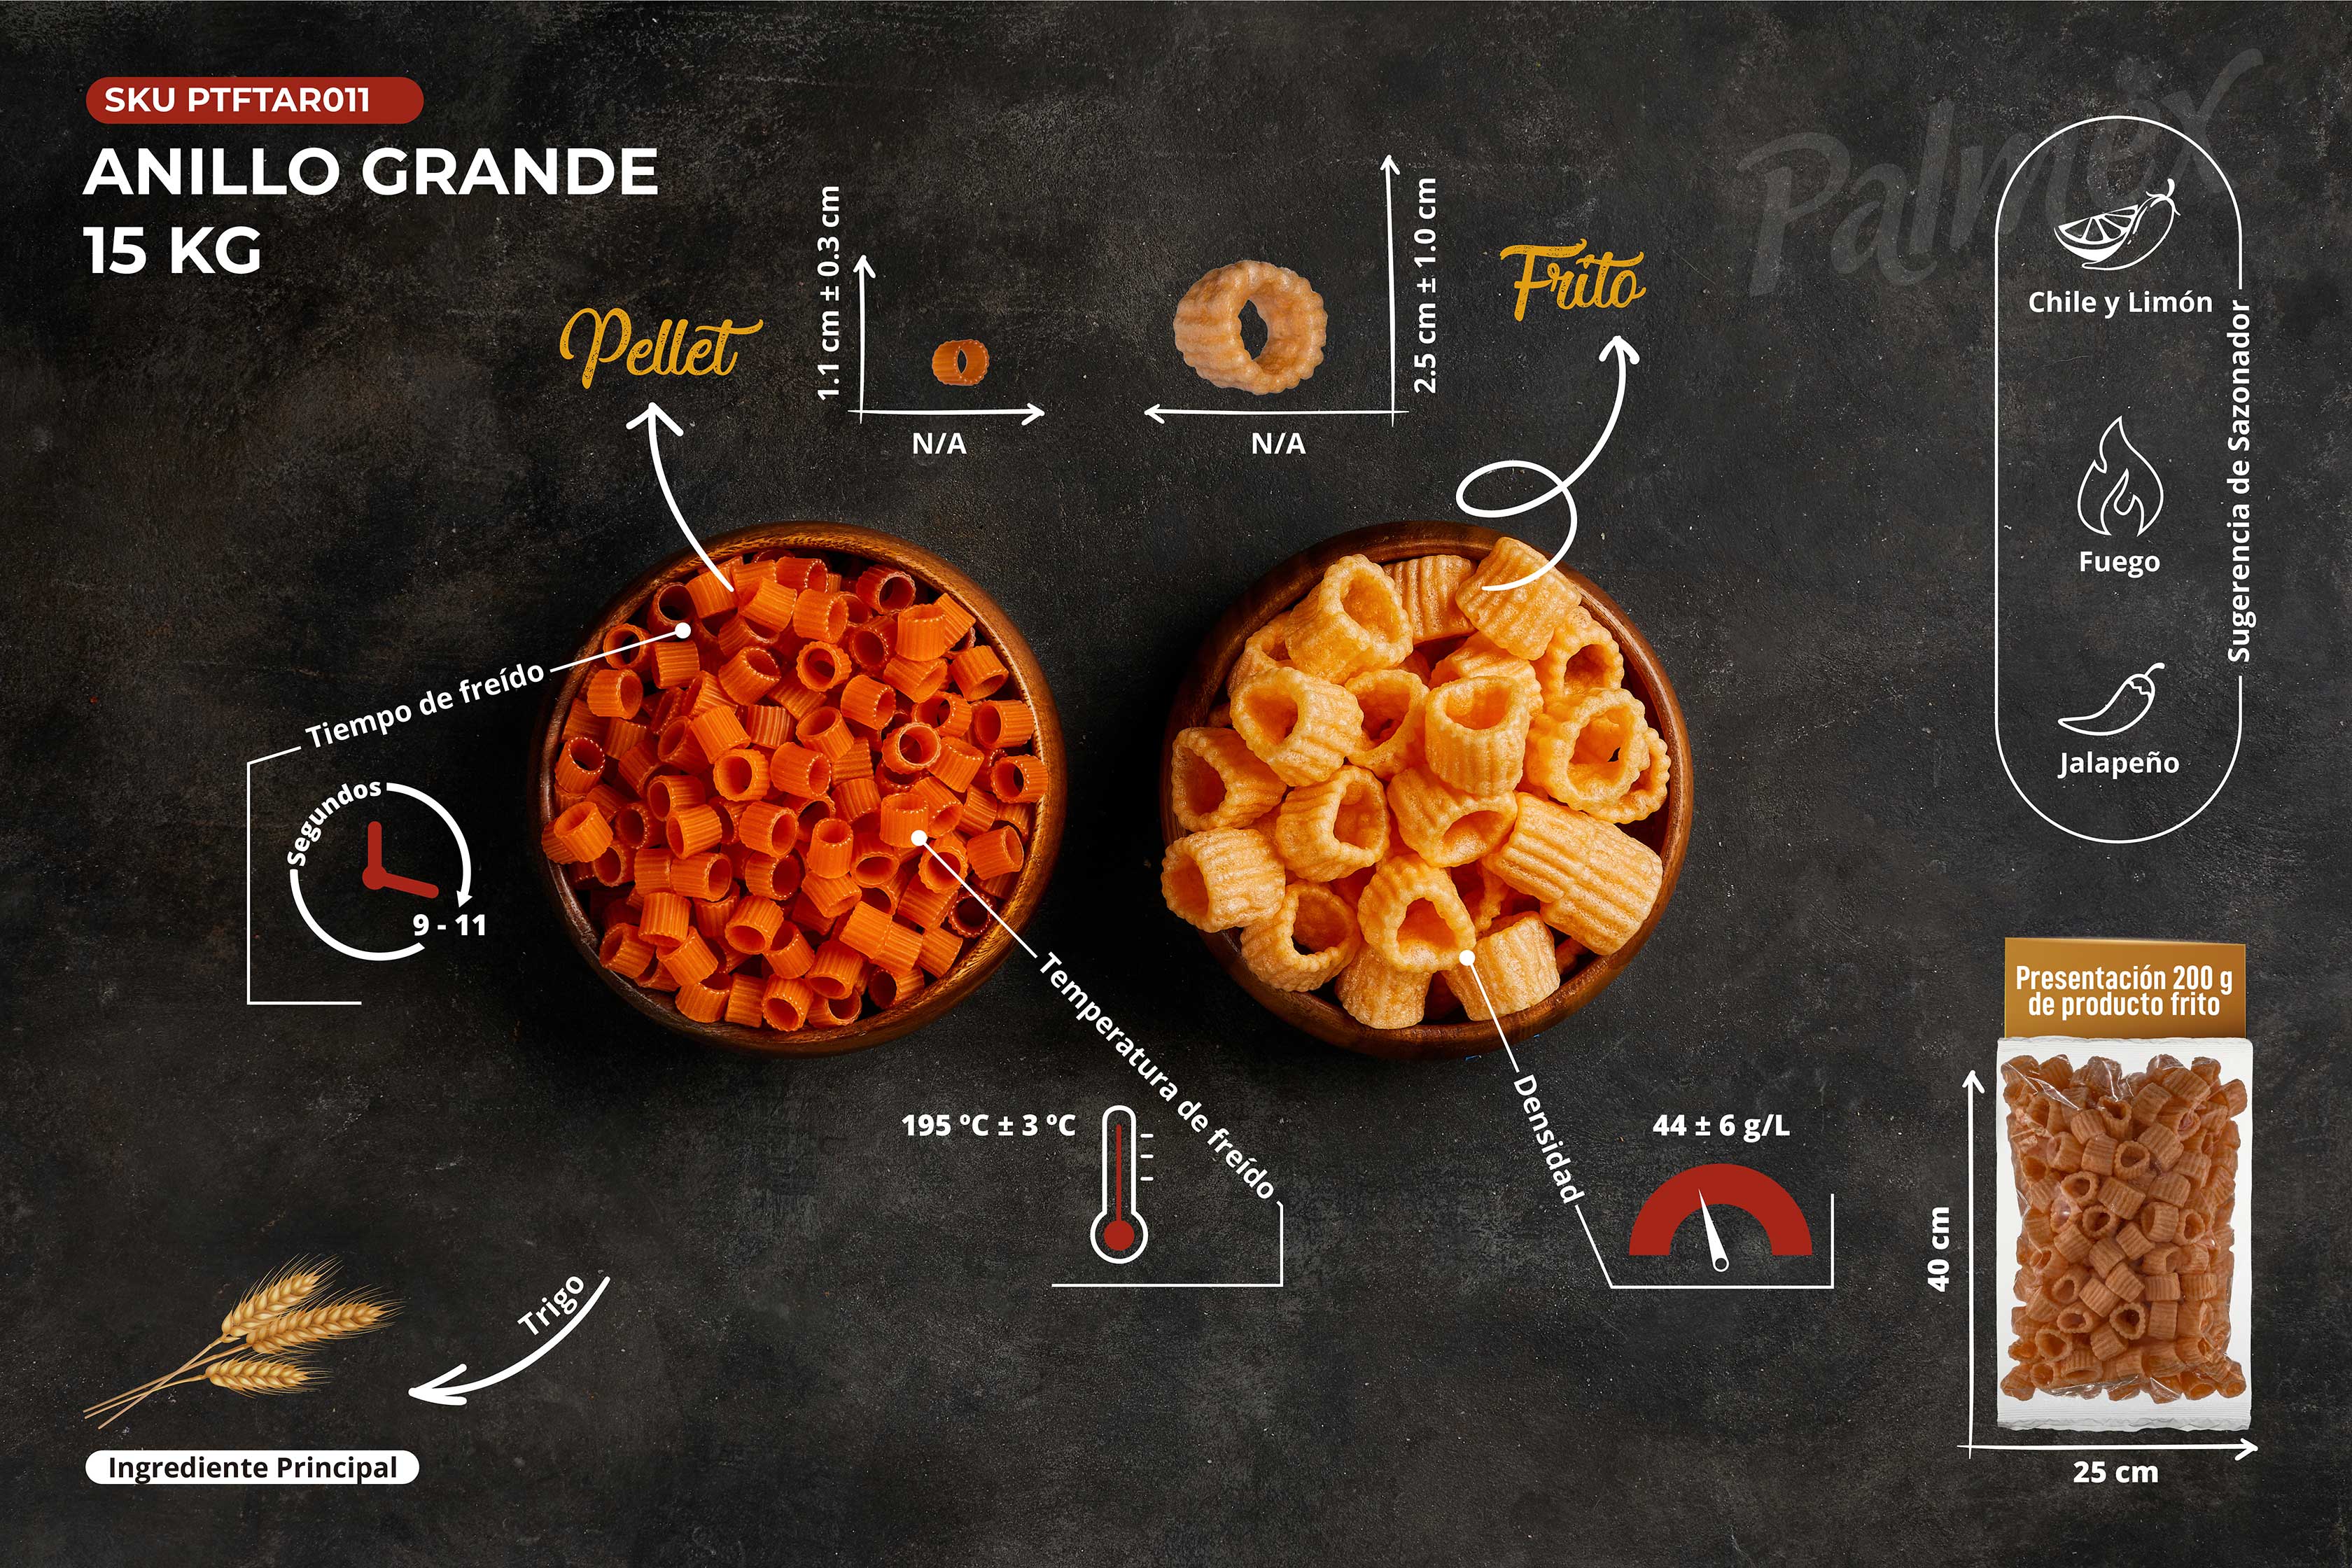 SKU PTFTAR011
ANILLO GRANDE
15 KG
Palmex
Pellet
1.1 cm ± 0.3 cm
N/A
2.5 cm ± 1.0 cm
N/A
Frito
Chile y Limón
Fuego
Jalapeño
Sugerencia de Sazonador
Tiempo de freído
Segundos
9 - 11
Temperatura de freído
195 ºC ± 3 ºC
Densidad
44 ± 6 g/L
Presentación 200 g
de producto frito
40 cm
25 cm
Trigo
Ingrediente Principal